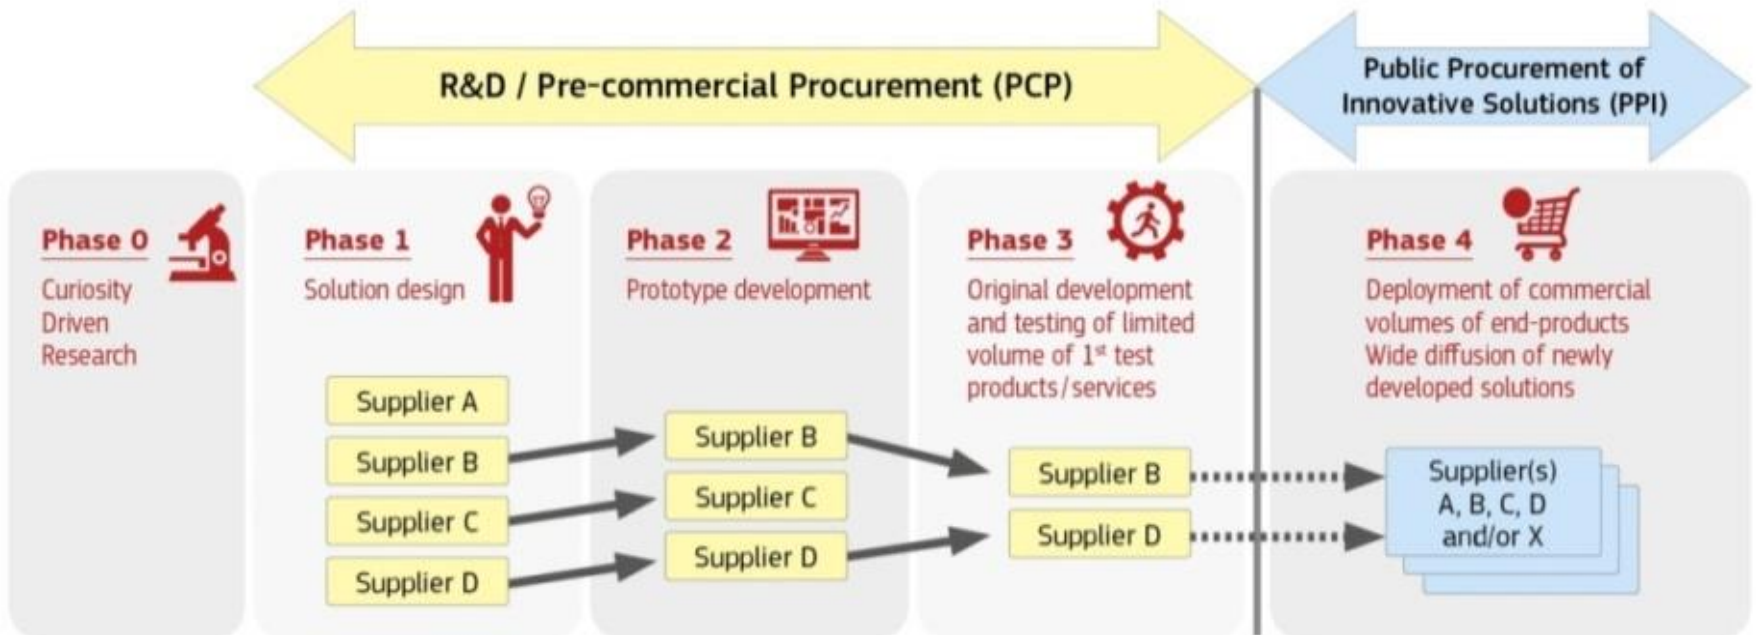 R&D / Pre-commercial Procurement (PCP)
Public Procurement of
Innovative Solutions (PPI)
Phase 0
Curiosity
Driven
Research
Phase 1
Solution design
Supplier A
Supplier B
Supplier C
Supplier D
Phase 2
Prototype development
Supplier B
Supplier C
Supplier D
Phase 3
Original development
and testing of limited
volume of 1st test
products/services
Supplier B
Supplier D
Phase 4
Deployment of commercial
volumes of end-products
Wide diffusion of newly
developed solutions
Supplier(s)
A, B, C, D
and/or X